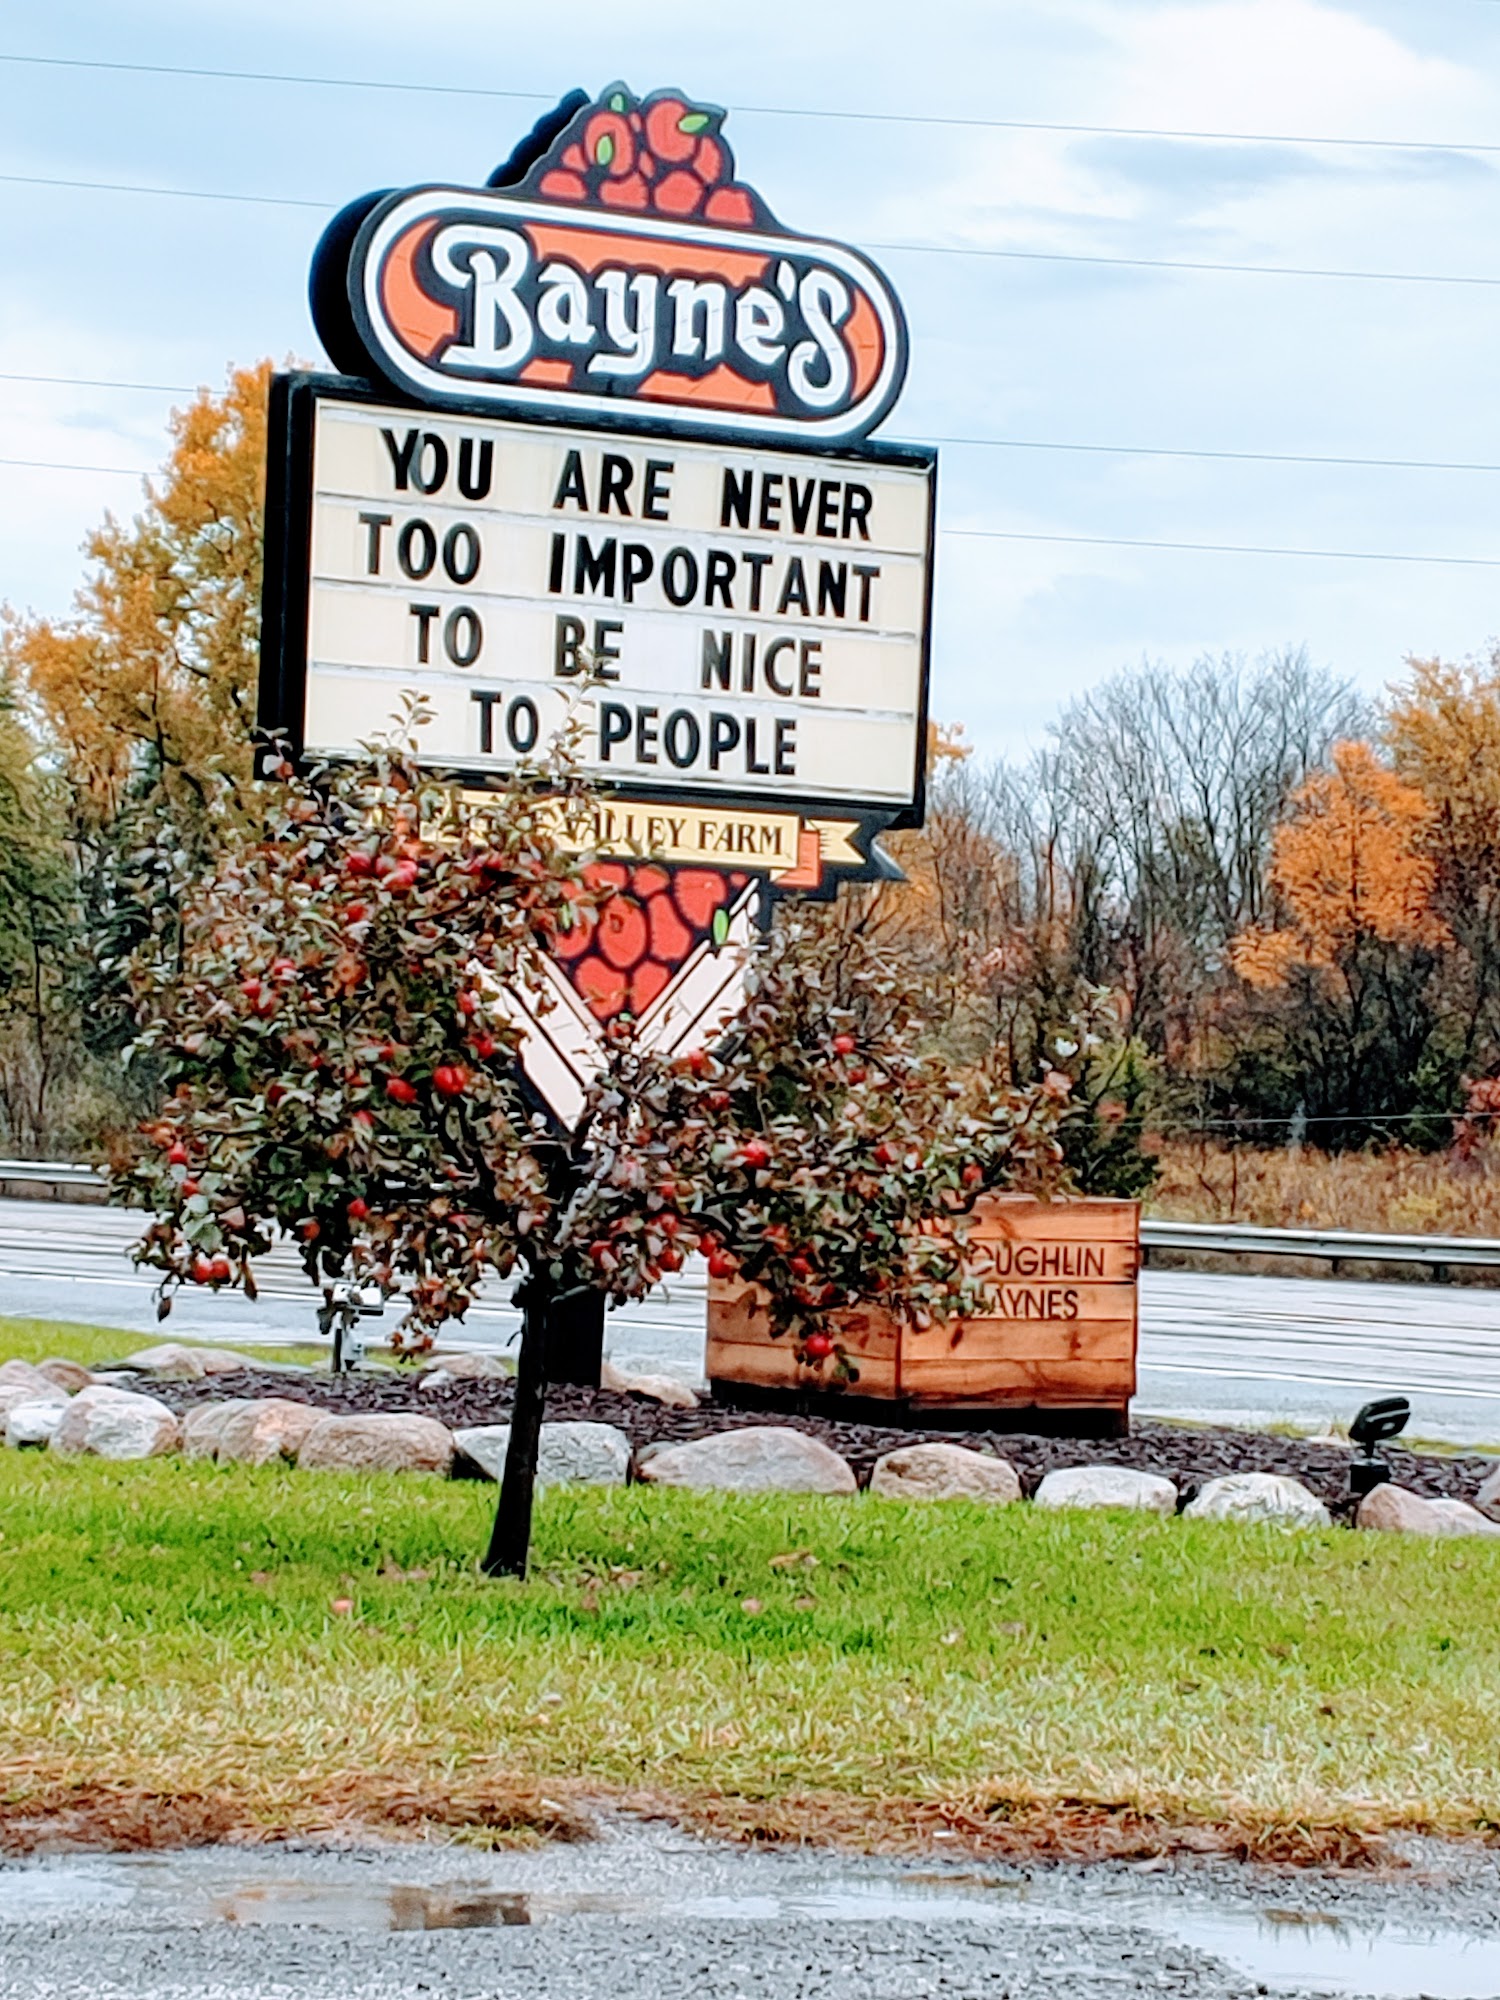 Bayne's
YOU ARE NEVER
TOO IMPORTANT
TO BE NICE
TO PEOPLE
VALLEY FARM